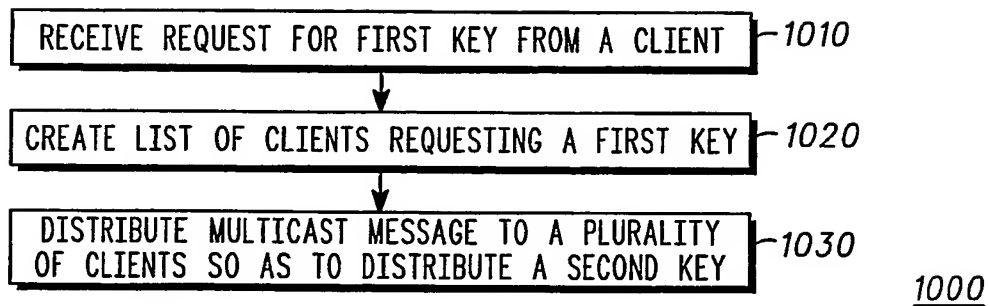 RECEIVE REQUEST FOR FIRST KEY FROM A CLIENT 1010
CREATE LIST OF CLIENTS REQUESTING A FIRST KEY 1020
DISTRIBUTE MULTICAST MESSAGE TO A PLURALITY
OF CLIENTS SO AS TO DISTRIBUTE A SECOND KEY 1030
1000